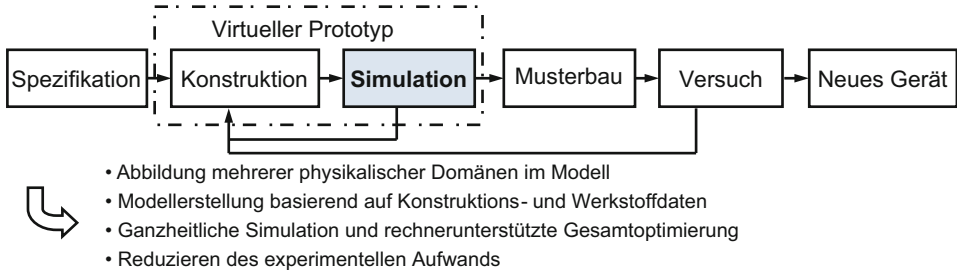 Virtueller Prototyp
Spezifikation
Konstruktion
Simulation
Musterbau
Versuch
Neues Gerät
• Abbildung mehrerer physikalischer Domänen im Modell
• Modellerstellung basierend auf Konstruktions- und Werkstoffdaten
• Ganzheitliche Simulation und rechnerunterstützte Gesamtoptimierung
• Reduzieren des experimentellen Aufwands